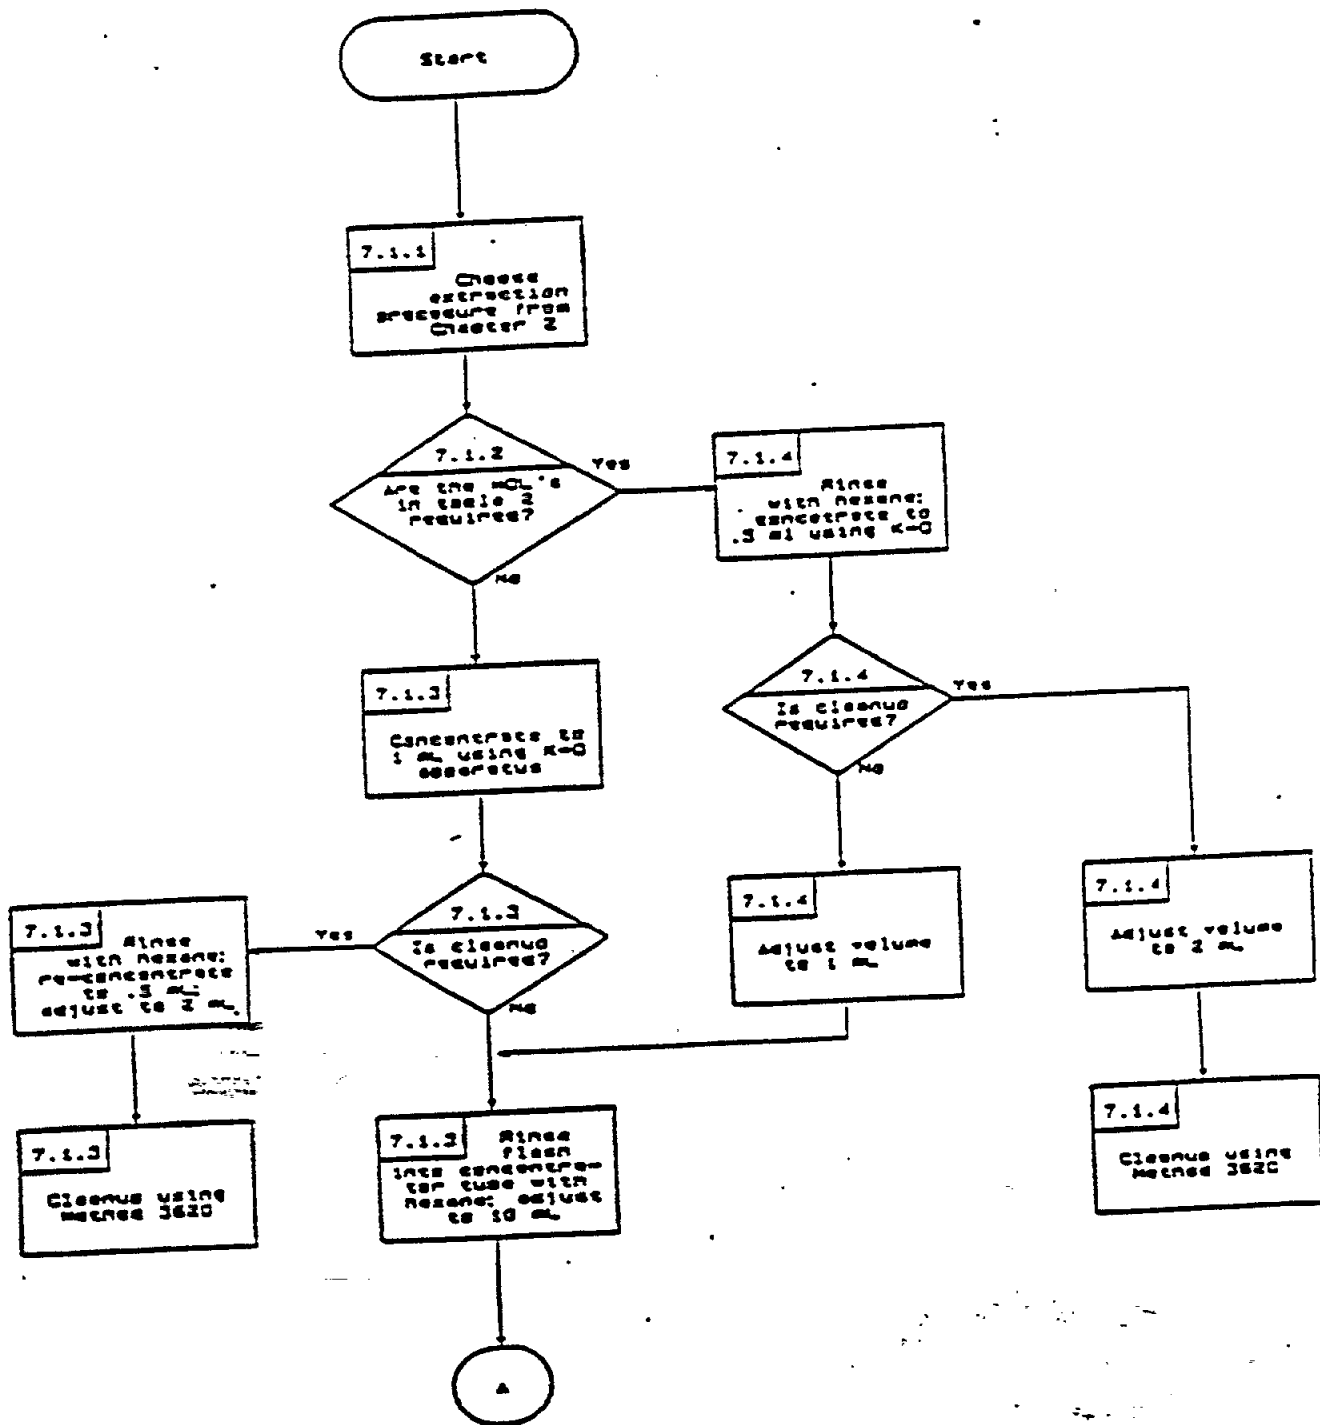 Start
7.1.1
Choose
extraction
procedure from
Chapter 2
7.1.2
Are the MCL's
in table 2
required?
Yes
No
7.1.4
Rinse
with hexane;
concetrate to
.5 ml using K-D
7.1.4
Is cleanup
required?
Yes
No
7.1.3
Concentrate to
1 mL using K-D
apparatus
7.1.3
Is cleanup
required?
Yes
No
7.1.4
Adjust volume
to 1 mL
7.1.4
Adjust volume
to 2 mL
7.1.3
Rinse
with hexane;
re-concentrate
to .5 mL;
adjust to 2 mL
7.1.3
Cleanup using
Method 3620
7.1.3
Rinse
flask
into concentra-
tor tube with
hexane; adjust
to 10 mL
7.1.4
Cleanup using
Method 3620
A